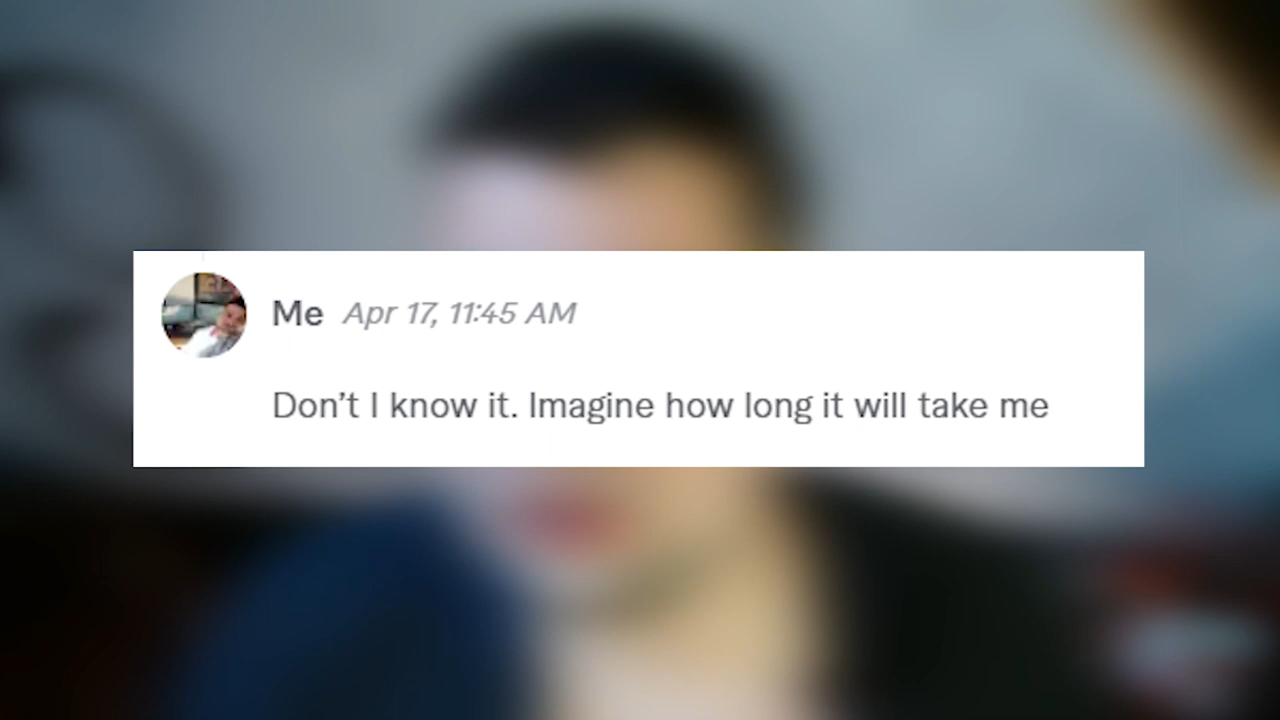 Me Apr 17, 11:45 AM
Don’t I know it. Imagine how long it will take me